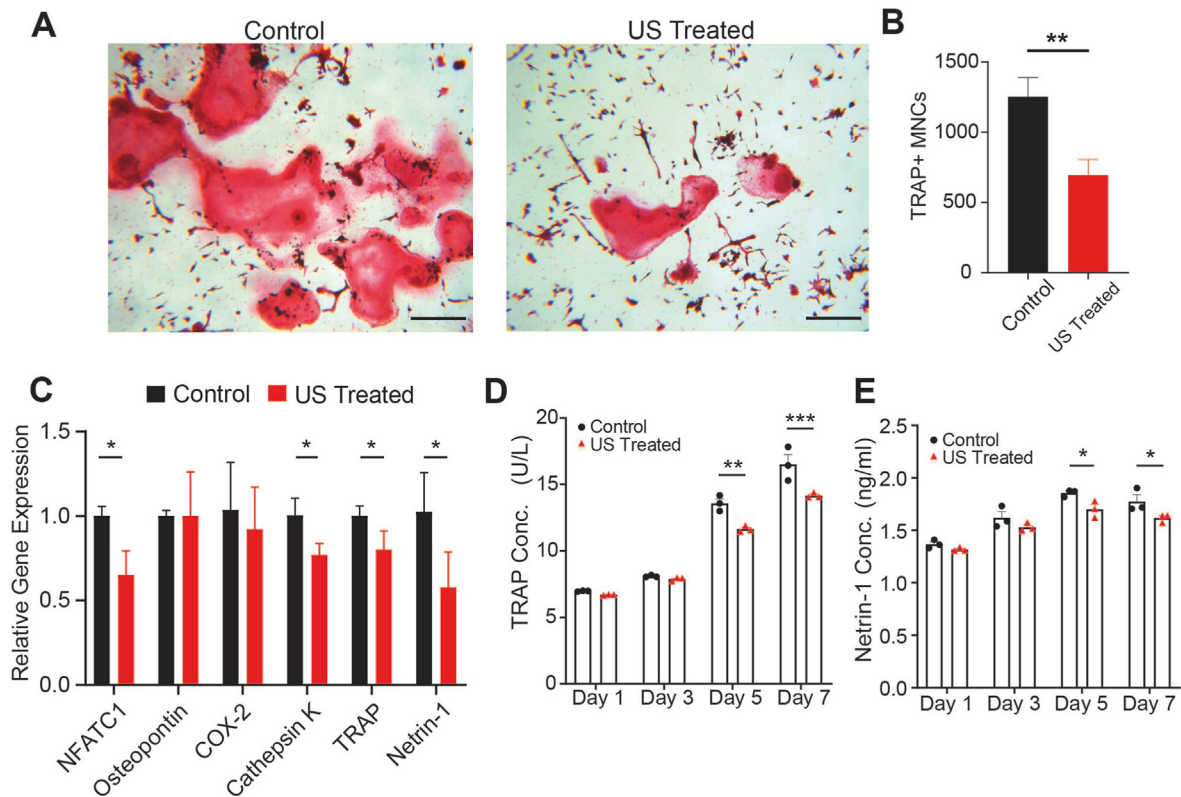 A
Control
US Treated
B
**
TRAP+ MNCs
1500
1000
500
0
Control
US Treated
C
Control
US Treated
Relative Gene Expression
1.5
1.0
0.5
0.0
*
*
*
*
NFATC1
Osteopontin
COX-2
Cathepsin K
TRAP
Netrin-1
D
TRAP Conc. (U/L)
20
15
10
5
0
Control
US Treated
**
***
Day 1
Day 3
Day 5
Day 7
E
Netrin-1 Conc. (ng/ml)
2.5
2.0
1.5
1.0
0.5
0.0
Control
US Treated
*
*
Day 1
Day 3
Day 5
Day 7